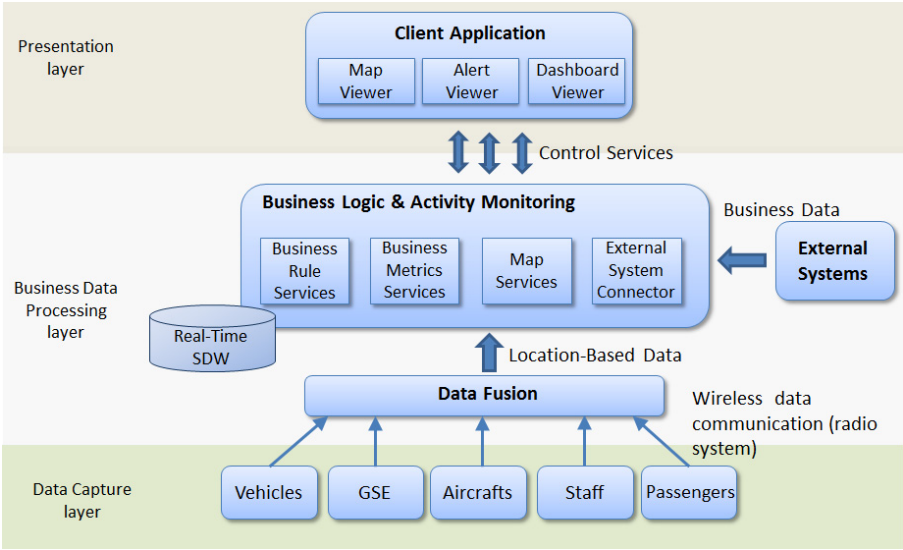 Presentation
layer
Client Application
Map
Viewer
Alert
Viewer
Dashboard
Viewer
Control Services
Business Data
Processing
layer
Business Logic & Activity Monitoring
Business
Rule
Services
Business
Metrics
Services
Map
Services
External
System
Connector
Business Data
External
Systems
Real-Time
SDW
Location-Based Data
Data Fusion
Wireless data
communication (radio
system)
Data Capture
layer
Vehicles
GSE
Aircrafts
Staff
Passengers